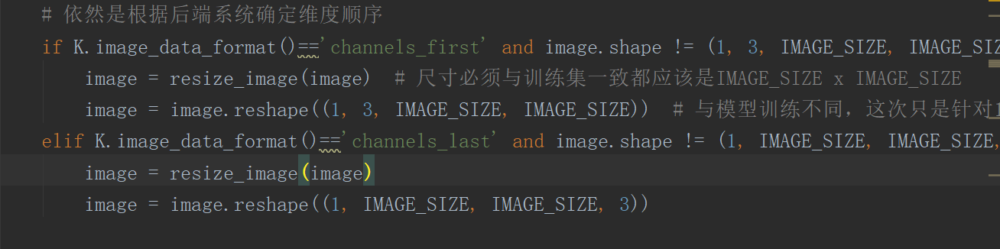 # 依然是根据后端系统确定维度顺序
if K.image_data_format()=='channels_first' and image.shape != (1, 3, IMAGE_SIZE,
image = resize_image(image)  # 尺寸必须与训练集一致都应该是IMAGE_SIZE x IMAGE_SIZE
image = image.reshape((1, 3, IMAGE_SIZE, IMAGE_SIZE))  # 与模型训练不同，这次只是针对1
elif K.image_data_format()=='channels_last' and image.shape != (1, IMAGE_SIZE, IMAGE_SIZE,
image = resize_image(image)
image = image.reshape((1, IMAGE_SIZE, IMAGE_SIZE, 3))